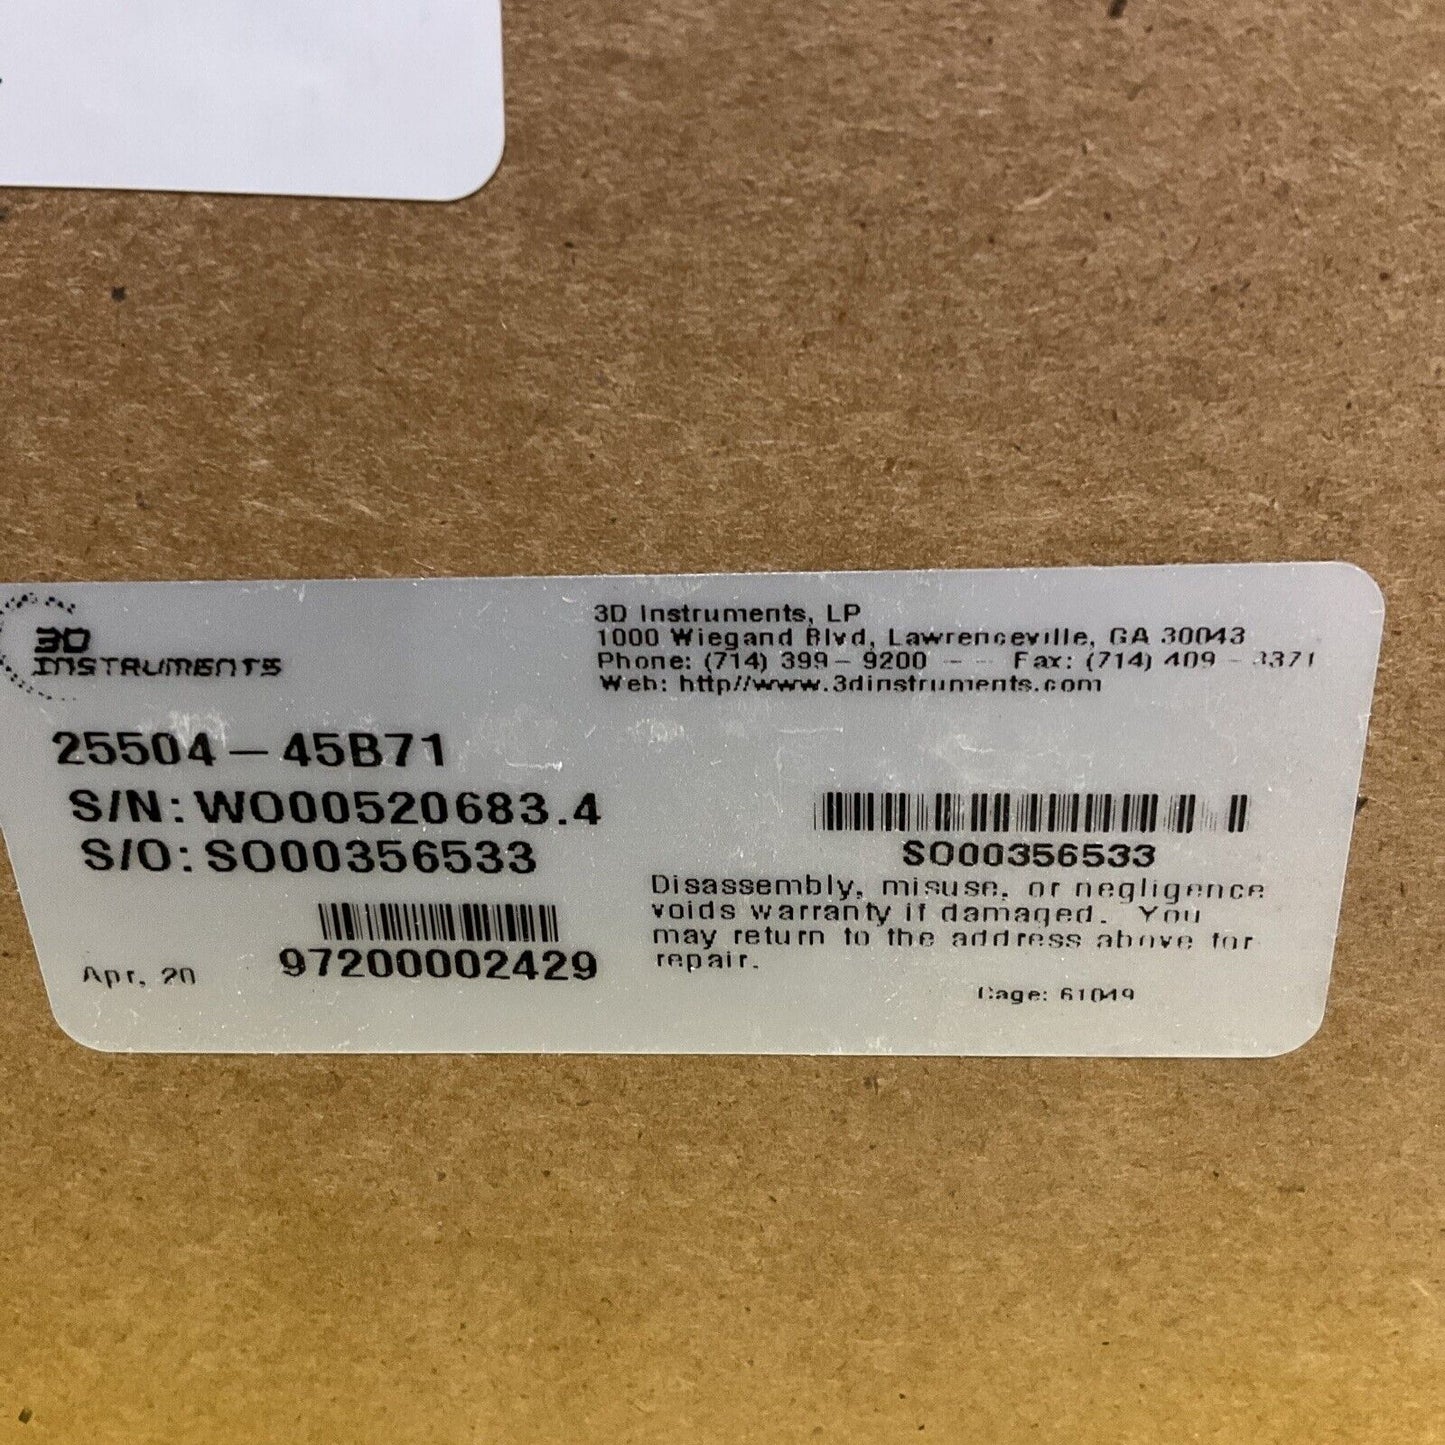 3D
INSTRUMENTS
3D Instruments, LP
1000 Wiegand Blvd, Lawrenceville, GA 30043
Phone: (714) 399-9200 -- Fax: (714) 409-3371
Web: http//www.3dinstruments.com
25504-45B71
S/N: WO00520683.4
S/O: SO00356533
SO00356533
Disassembly, misuse, or negligence
voids warranty if damaged. You
may return to the address above for
repair.
97200002429
Apr, 20
Cage: 61049